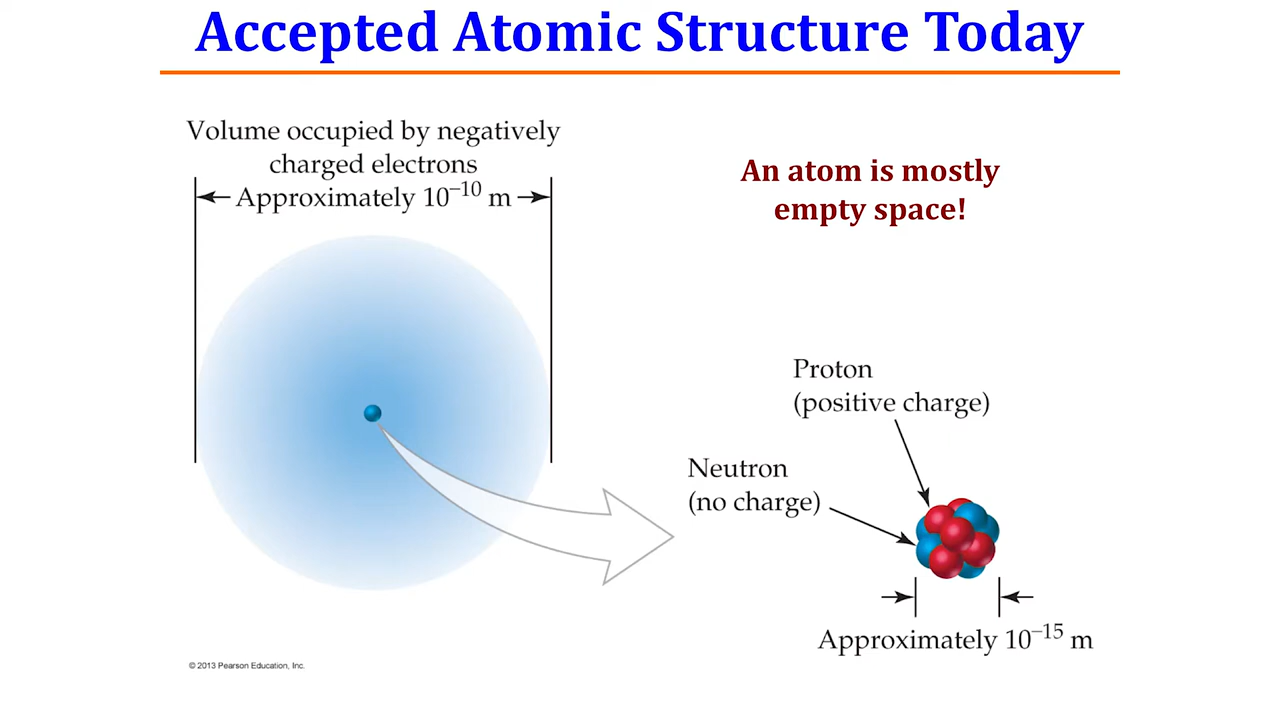 Accepted Atomic Structure Today
Volume occupied by negatively
charged electrons
Approximately 10⁻¹⁰ m
An atom is mostly
empty space!
Proton
(positive charge)
Neutron
(no charge)
Approximately 10⁻¹⁵ m
© 2013 Pearson Education, Inc.